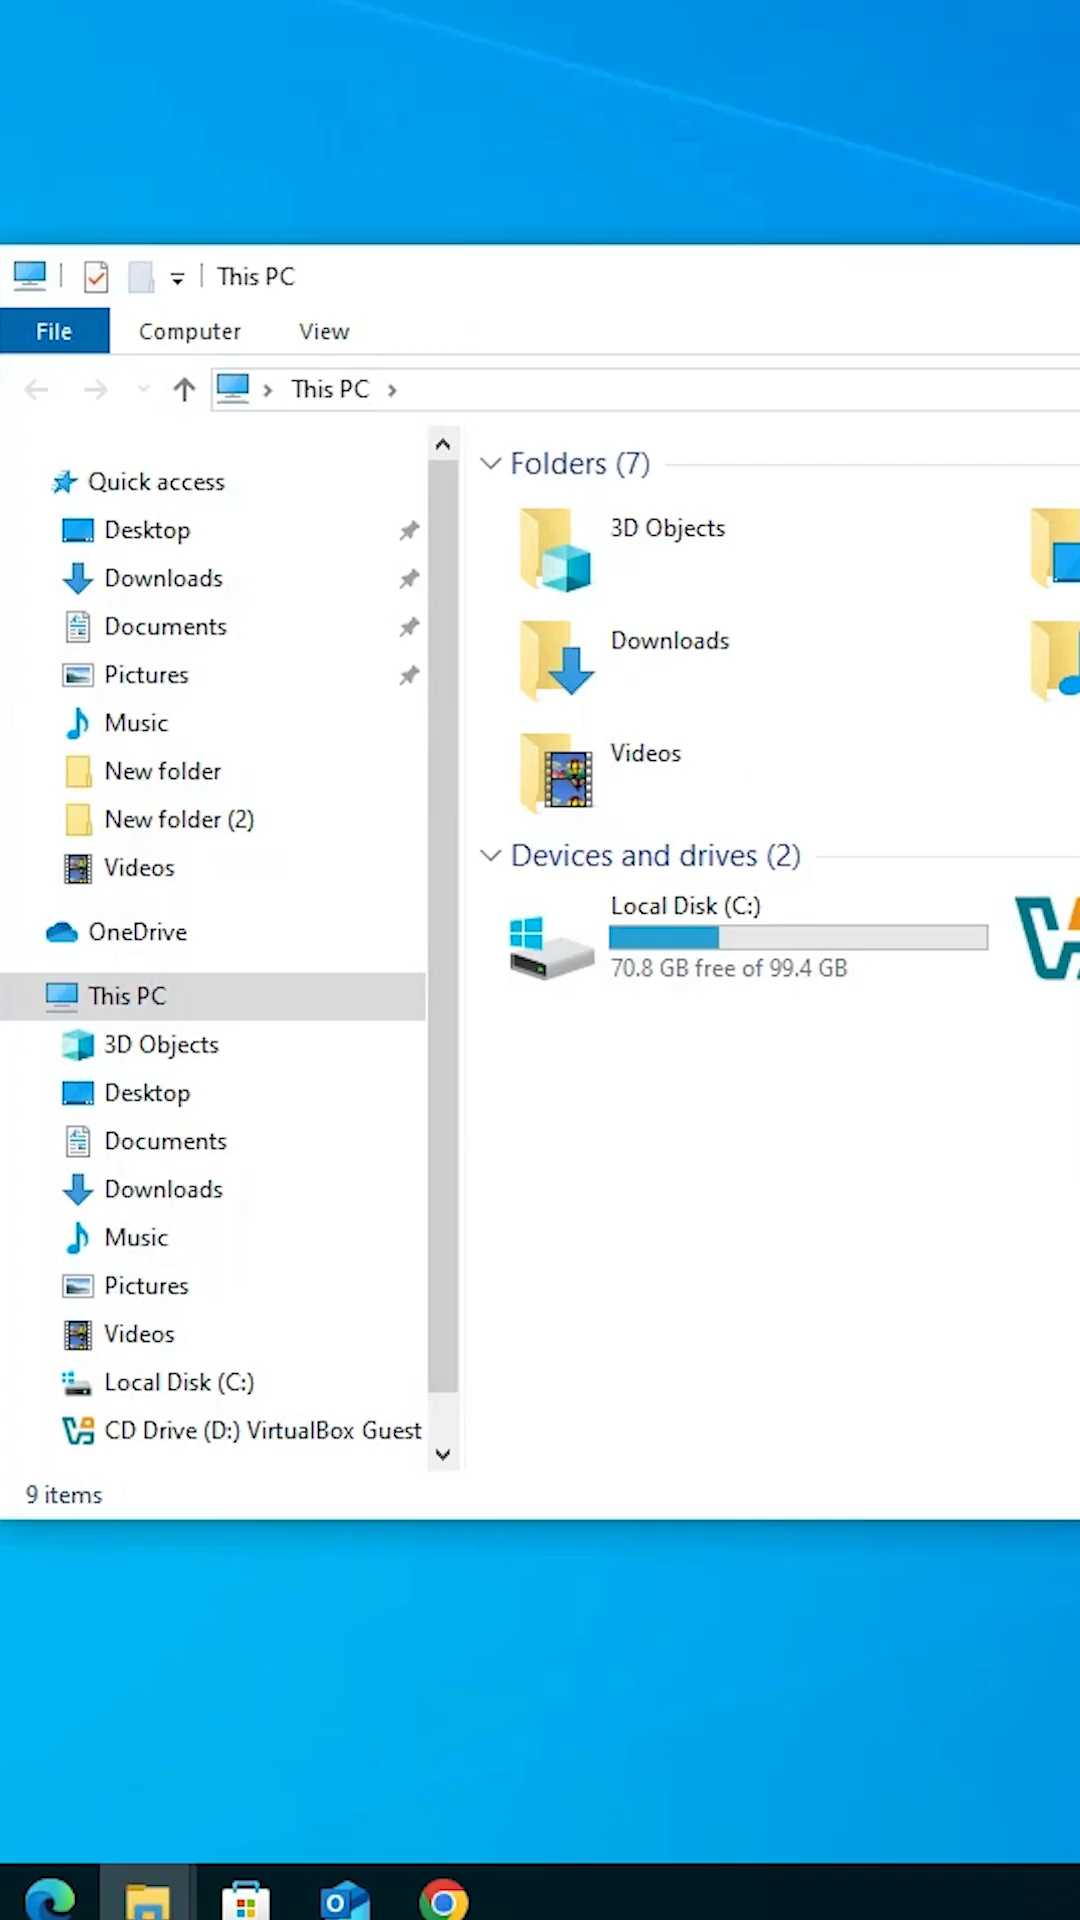 This PC
File Computer View
This PC
Quick access
Desktop
Downloads
Documents
Pictures
Music
New folder
New folder (2)
Videos
OneDrive
This PC
3D Objects
Desktop
Documents
Downloads
Music
Pictures
Videos
Local Disk (C:)
CD Drive (D:) VirtualBox Guest
Folders (7)
3D Objects
Downloads
Videos
Devices and drives (2)
Local Disk (C:)
70.8 GB free of 99.4 GB
9 items